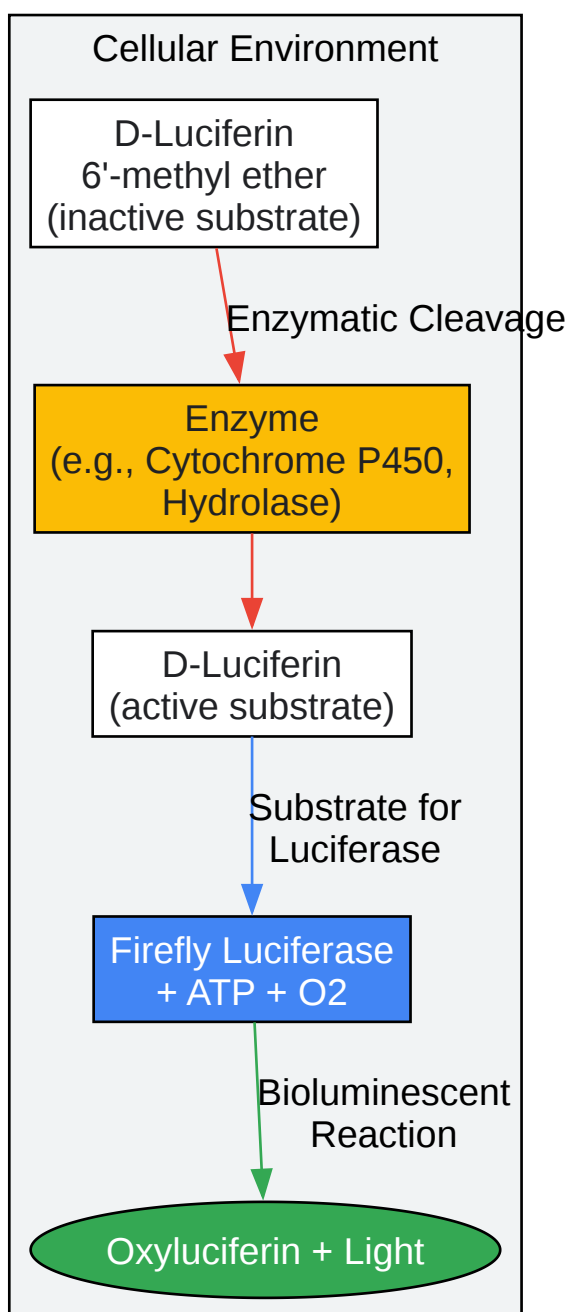 Cellular Environment
D-Luciferin
6'-methyl ether
(inactive substrate)
Enzymatic Cleavage
Enzyme
(e.g., Cytochrome P450,
Hydrolase)
D-Luciferin
(active substrate)
Substrate for
Luciferase
Firefly Luciferase
+ ATP + O2
Bioluminescent
Reaction
Oxyluciferin + Light